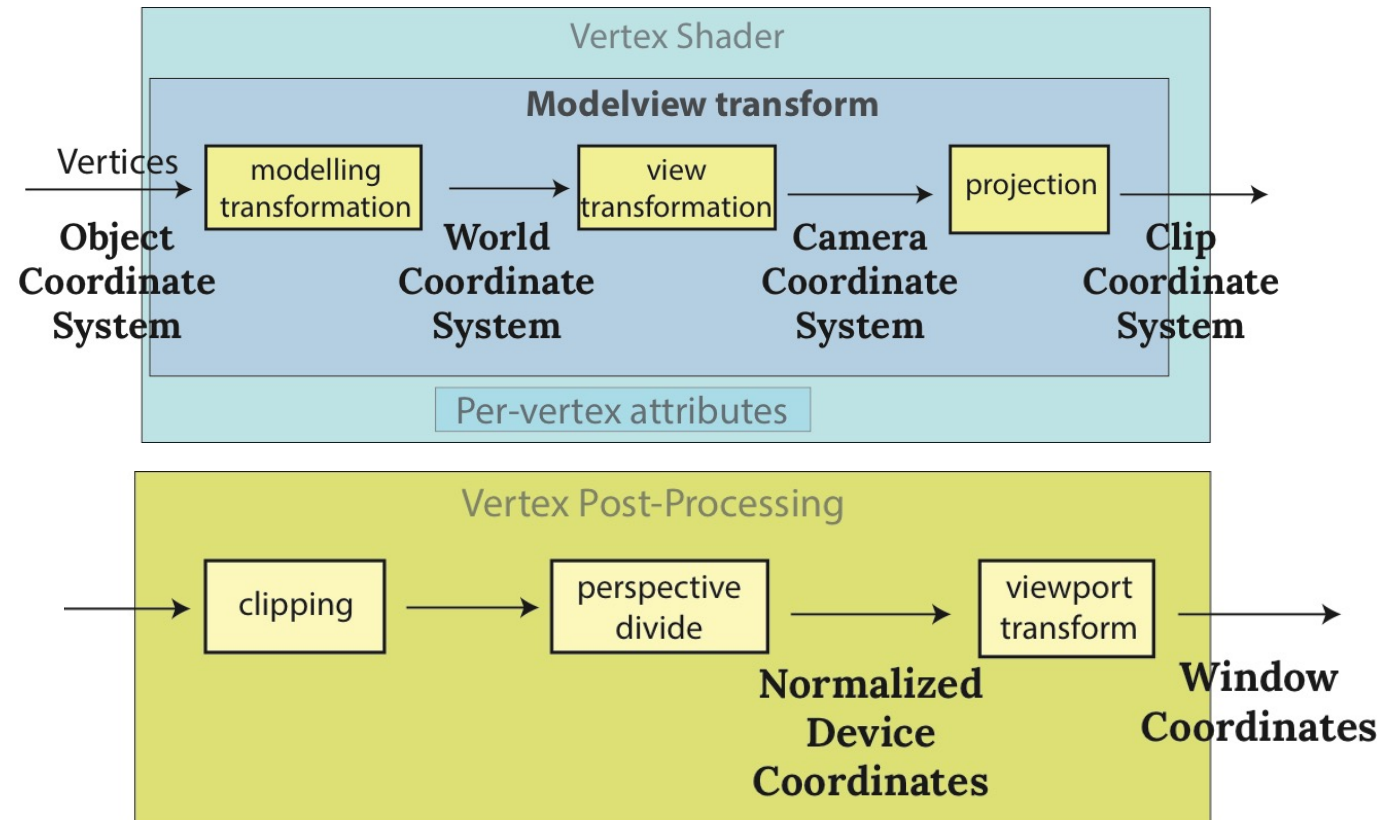 Vertex Shader
Modelview transform
Vertices
modelling
transformation
view
transformation
projection
Object
Coordinate
System
World
Coordinate
System
Camera
Coordinate
System
Clip
Coordinate
System
Per-vertex attributes
Vertex Post-Processing
clipping
perspective
divide
viewport
transform
Normalized
Device
Coordinates
Window
Coordinates